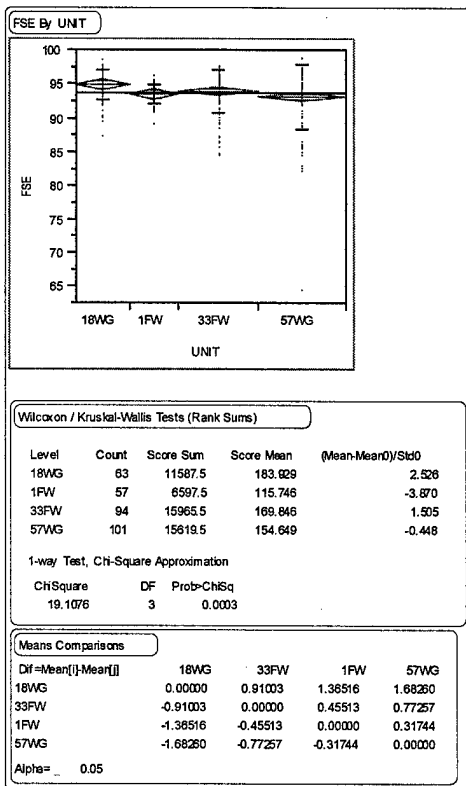 FSE By UNIT
100
95
90
85
80
75
70
65
FSE
18WG 1FW 33FW 57WG
UNIT
Wilcoxon / Kruskal-Wallis Tests (Rank Sums)
Level Count Score Sum Score Mean (Mean-Mean0)/Std0
18WG 63 11587.5 183.929 2.526
1FW 57 6597.5 115.746 -3.870
33FW 94 15965.5 169.846 1.505
57WG 101 15619.5 154.649 -0.448
1-way Test, Chi-Square Approximation
ChiSquare DF Prob>ChiSq
19.1076 3 0.0003
Means Comparisons
Dif=Mean[i]-Mean[j] 18WG 33FW 1FW 57WG
18WG 0.00000 0.91003 1.36516 1.68260
33FW -0.91003 0.00000 0.45513 0.77257
1FW -1.36516 -0.45513 0.00000 0.31744
57WG -1.68260 -0.77257 -0.31744 0.00000
Alpha= 0.05